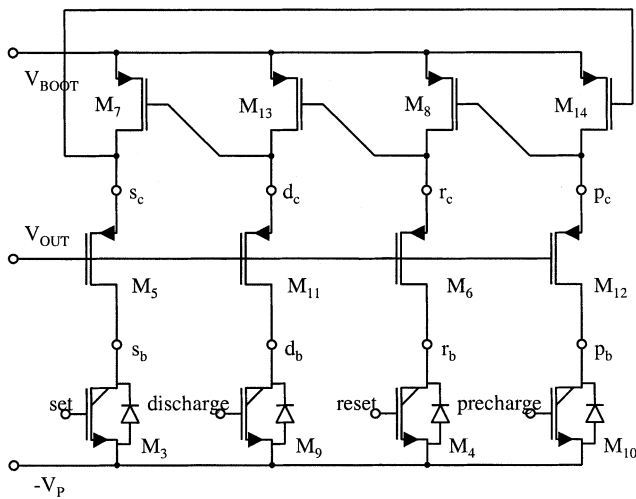 V_BOOT
M_7 M_13 M_8 M_14
s_c d_c r_c p_c
V_OUT
M_5 M_11 M_6 M_12
s_b d_b r_b p_b
set discharge reset precharge
M_3 M_9 M_4 M_10
-V_P